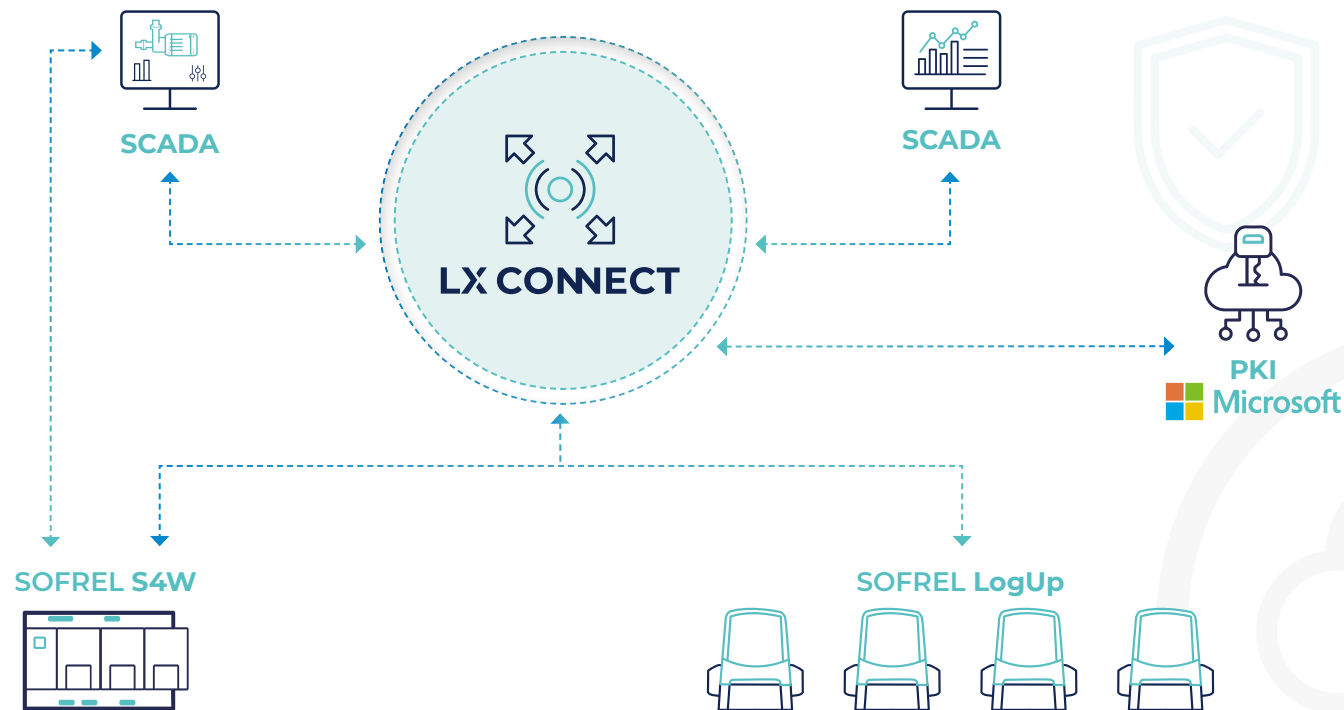 SCADA
SCADA
LX CONNECT
PKI
Microsoft
SOFREL S4W
SOFREL LogUp